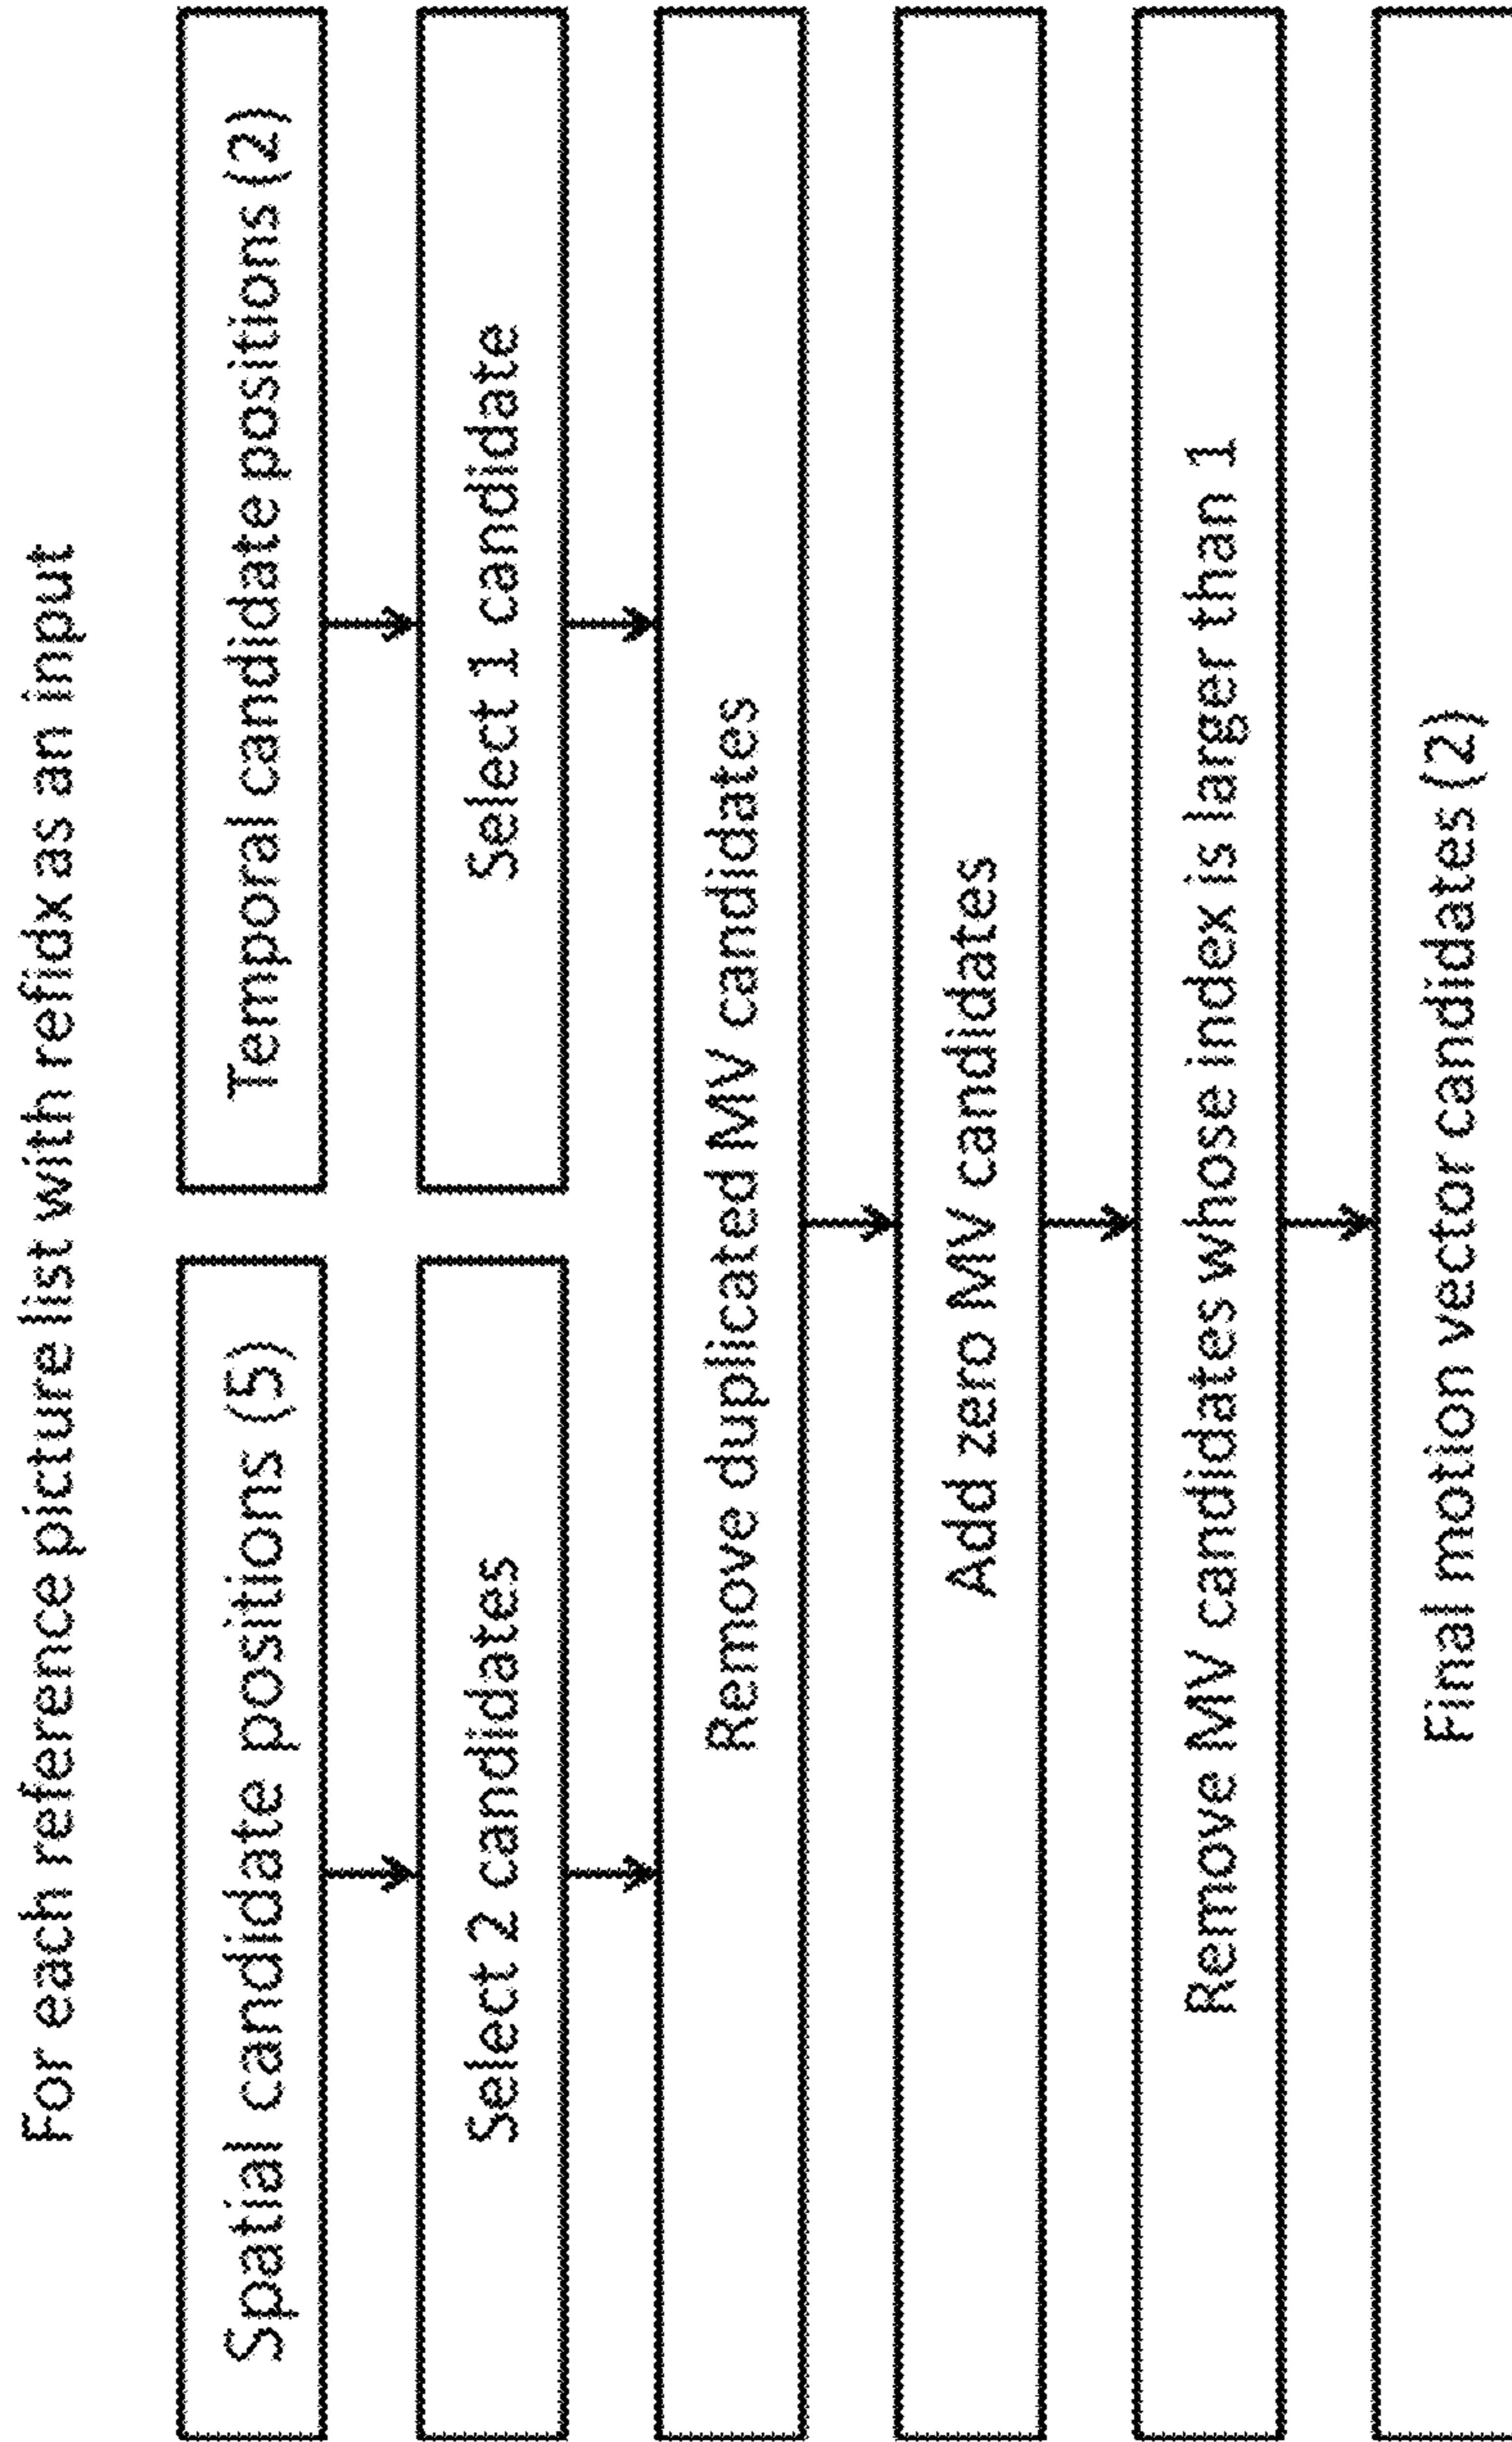 For each reference picture list with refidx as an input
Spatial candidate positions (5)
Temporal candidate positions (2)
Select 2 candidates
Select 1 candidate
Remove duplicated MV candidates
Add zero MV candidates
Remove MV candidates whose index is larger than 1
Final motion vector candidates (2)